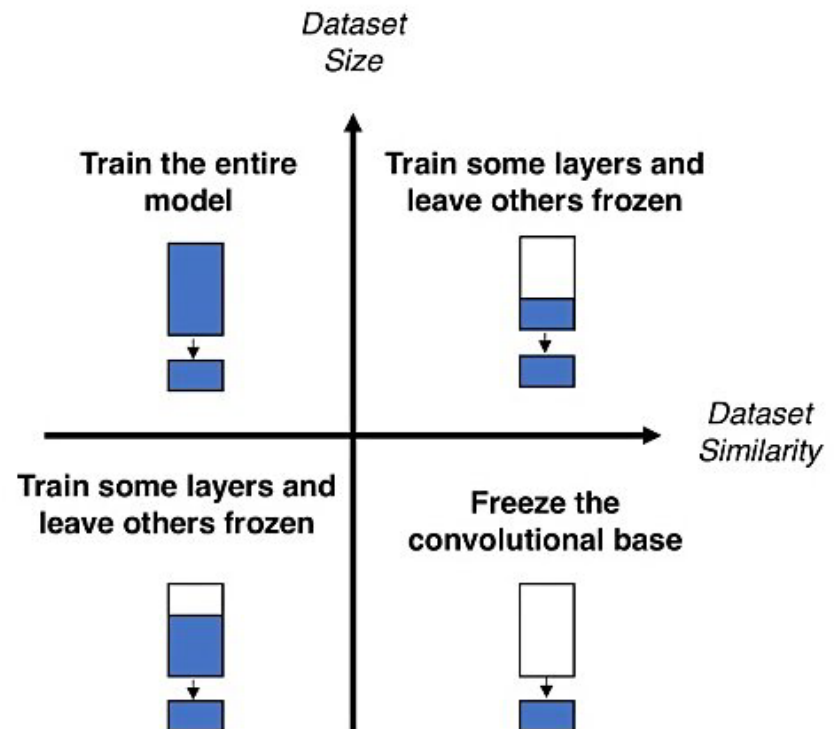 Dataset
Size
Train the entire
model
Train some layers and
leave others frozen
Dataset
Similarity
Train some layers and
leave others frozen
Freeze the
convolutional base